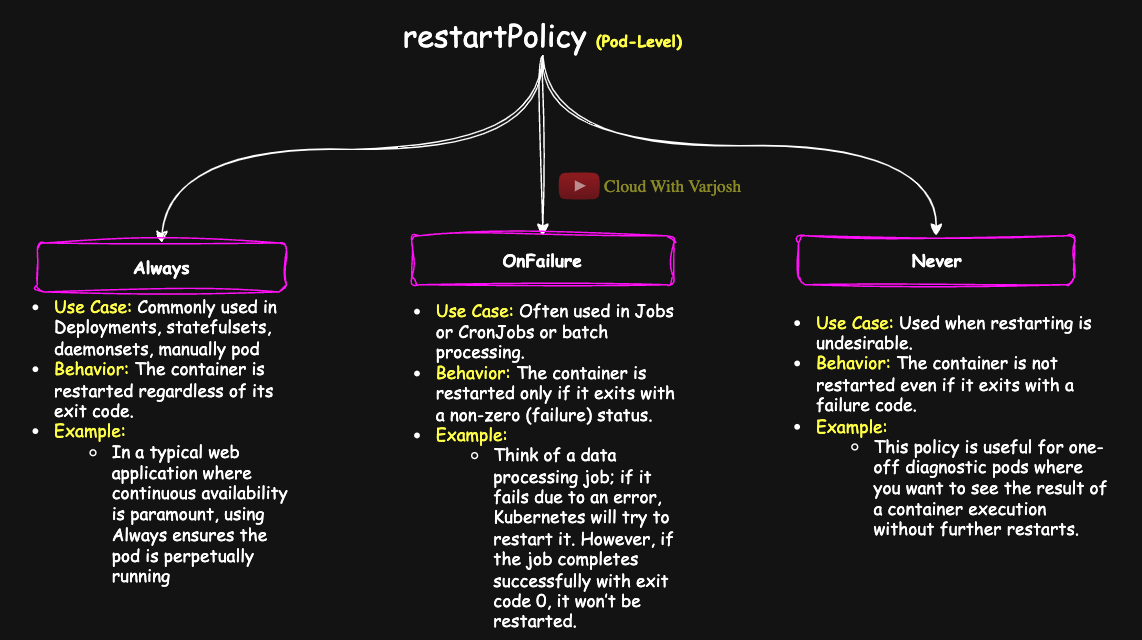 restartPolicy (Pod-Level)
Cloud With Varjosh
Always
• Use Case: Commonly used in
Deployments, statefulsets,
daemonsets, manually pod
• Behavior: The container is
restarted regardless of its
exit code.
• Example:
○ In a typical web
application where
continuous availability
is paramount, using
Always ensures the
pod is perpetually
running
OnFailure
• Use Case: Often used in Jobs
or CronJobs or batch
processing.
• Behavior: The container is
restarted only if it exits with
a non-zero (failure) status.
• Example:
○ Think of a data
processing job; if it
fails due to an error,
Kubernetes will try to
restart it. However, if
the job completes
successfully with exit
code 0, it won't be
restarted.
Never
• Use Case: Used when restarting is
undesirable.
• Behavior: The container is not
restarted even if it exits with a
failure code.
• Example:
○ This policy is useful for one-
off diagnostic pods where
you want to see the result of
a container execution
without further restarts.